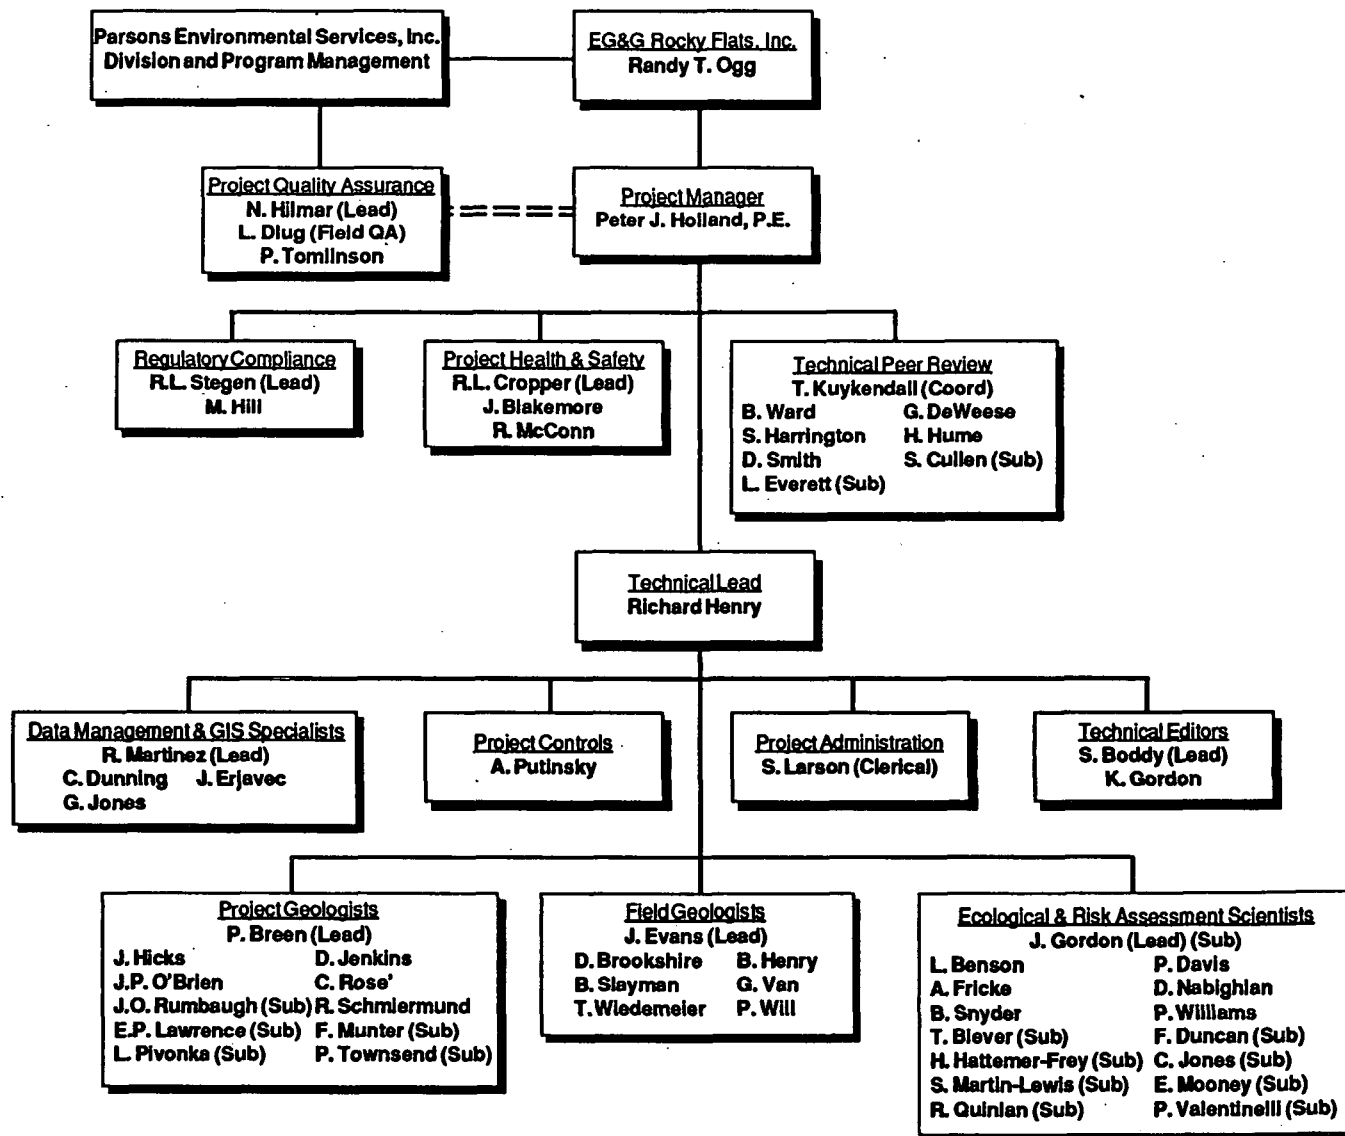 Parsons Environmental Services, Inc.
Division and Program Management
EG&G Rocky Flats, Inc.
Randy T. Ogg
Project Quality Assurance
N. Hilmar (Lead)
L. Dlug (Field QA)
P. Tomlinson
Project Manager
Peter J. Holland, P.E.
Regulatory Compliance
R.L. Stegen (Lead)
M. Hill
Project Health & Safety
R.L. Cropper (Lead)
J. Blakemore
R. McConn
Technical Peer Review
T. Kuykendall (Coord)
B. Ward G. DeWeese
S. Harrington H. Hume
D. Smith S. Cullen (Sub)
L. Everett (Sub)
Technical Lead
Richard Henry
Data Management & GIS Specialists
R. Martinez (Lead)
C. Dunning J. Erjavec
G. Jones
Project Controls
A. Putinsky
Project Administration
S. Larson (Clerical)
Technical Editors
S. Boddy (Lead)
K. Gordon
Project Geologists
P. Breen (Lead)
J. Hicks D. Jenkins
J.P. O'Brien C. Rose'
J.O. Rumbaugh (Sub) R. Schmiermund
E.P. Lawrence (Sub) F. Munter (Sub)
L. Pivonka (Sub) P. Townsend (Sub)
Field Geologists
J. Evans (Lead)
D. Brookshire B. Henry
B. Slayman G. Van
T. Wiedemeier P. Will
Ecological & Risk Assessment Scientists
J. Gordon (Lead) (Sub)
L. Benson P. Davis
A. Fricke D. Nabighian
B. Snyder P. Williams
T. Biever (Sub) F. Duncan (Sub)
H. Hattemer-Frey (Sub) C. Jones (Sub)
S. Martin-Lewis (Sub) E. Mooney (Sub)
R. Quinlan (Sub) P. Valentinelli (Sub)